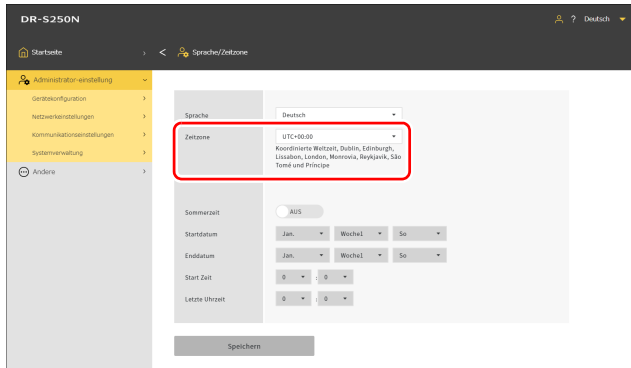 DR-S250N
? Deutsch
Startseite
< Sprache/Zeitzone
Administrator-einstellung
Gerätekonfiguration
Netzwerkeinstellungen
Kommunikationseinstellungen
Systemverwaltung
Andere
Sprache Deutsch
Zeitzone UTC+00:00
Koordinierte Weltzeit, Dublin, Edinburgh,
Lissabon, London, Monrovia, Reykjavik, São
Tomé und Príncipe
Sommerzeit AUS
Startdatum Jan. Woche1 So
Enddatum Jan. Woche1 So
Start Zeit 0 : 0
Letzte Uhrzeit 0 : 0
Speichern